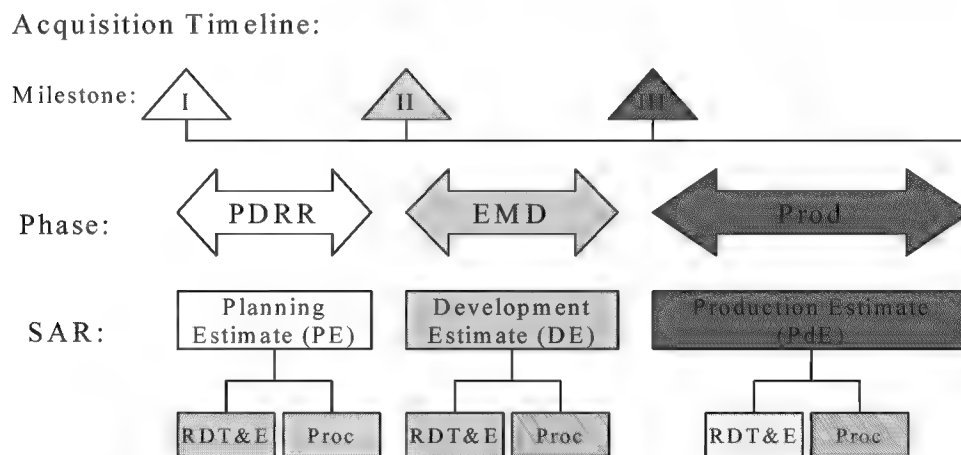 Acquisition Timeline:
Milestone: I II III
Phase: PDRR EMD Prod
SAR: Planning Estimate (PE) Development Estimate (DE) Production Estimate (PdE)
RDT&E Proc RDT&E Proc RDT&E Proc